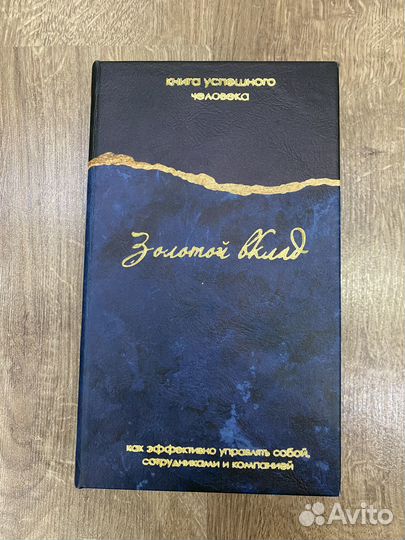 книга успешного
человека
Золотой вклад
как эффективно управлять собой,
сотрудниками и компанией
Avito